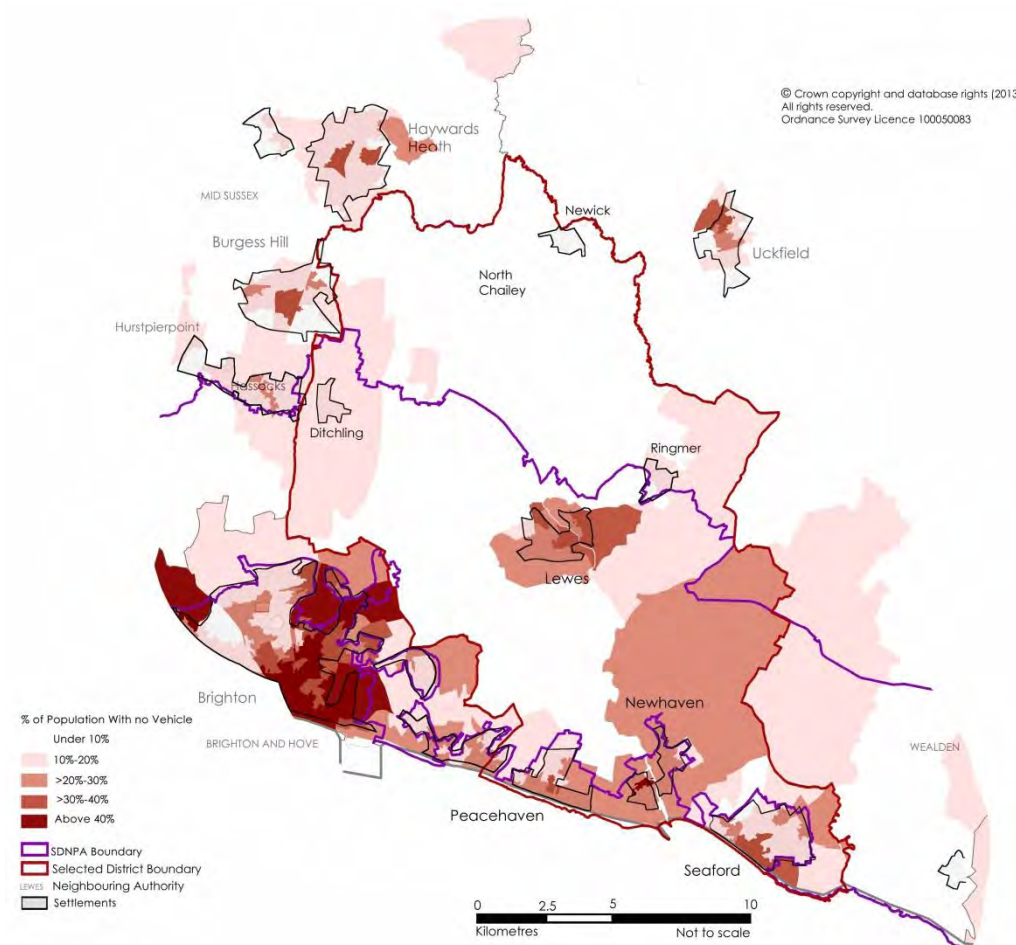 © Crown copyright and database rights (2013
All rights reserved.
Ordnance Survey Licence 100050083
Haywards
Heath
MID SUSSEX
Newick
Burgess Hill
Uckfield
North
Chailey
Hurstpierpoint
Hassocks
Ditchling
Ringmer
Lewes
Brighton
Newhaven
% of Population With no Vehicle
Under 10%
10%-20%
>20%-30%
>30%-40%
Above 40%
BRIGHTON AND HOVE
WEALDEN
Peacehaven
SDNPA Boundary
Selected District Boundary
LEWES Neighbouring Authority
Settlements
Seaford
0 2.5 5 10
Kilometres Not to scale